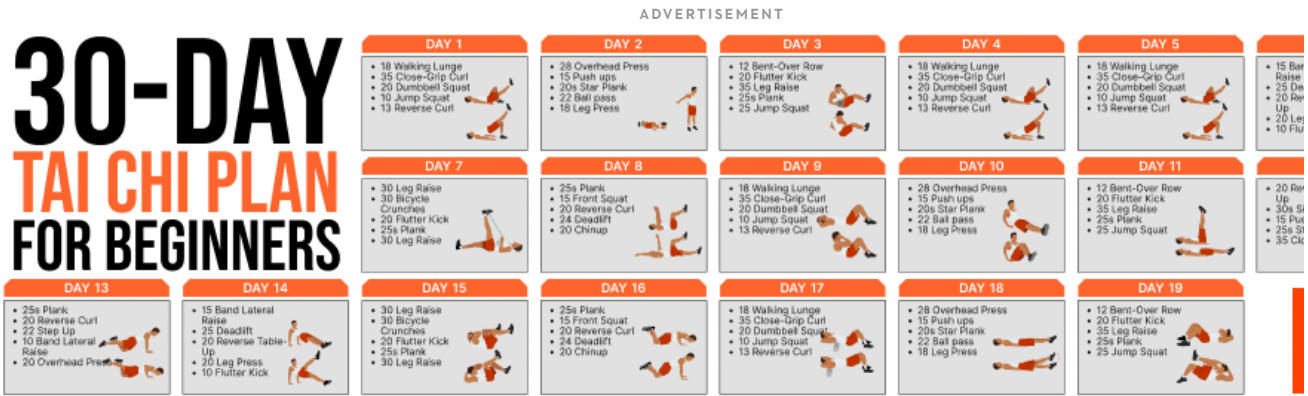 ADVERTISEMENT
30-DAY
TAI CHI PLAN
FOR BEGINNERS
DAY 1
• 18 Walking Lunge
• 35 Close-Grip Curl
• 20 Dumbbell Squat
• 10 Jump Squat
• 13 Reverse Curl
DAY 2
• 28 Overhead Press
• 15 Push ups
• 20s Star Plank
• 22 Ball pass
• 18 Leg Press
DAY 3
• 12 Bent-Over Row
• 20 Flutter Kick
• 35 Leg Raise
• 25s Plank
• 25 Jump Squat
DAY 4
• 18 Walking Lunge
• 35 Close-Grip Curl
• 20 Dumbbell Squat
• 10 Jump Squat
• 13 Reverse Curl
DAY 5
• 18 Walking Lunge
• 35 Close-Grip Curl
• 20 Dumbbell Squat
• 10 Jump Squat
• 13 Reverse Curl
• 15
Raise
• 25
• 20
Up
• 20 Leg
• 10
DAY 7
• 30 Leg Raise
• 30 Bicycle
Crunches
• 20 Flutter Kick
• 25s Plank
• 30 Leg Raise
DAY 8
• 25s Plank
• 15 Front Squat
• 20 Reverse Curl
• 24 Deadlift
• 20 Chinup
DAY 9
• 18 Walking Lunge
• 35 Close-Grip Curl
• 20 Dumbbell Squat
• 10 Jump Squat
• 13 Reverse Curl
DAY 10
• 28 Overhead Press
• 15 Push ups
• 20s Star Plank
• 22 Ball pass
• 18 Leg Press
DAY 11
• 12 Bent-Over Row
• 20 Flutter Kick
• 35 Leg Raise
• 25s Plank
• 25 Jump Squat
• 20
Up
• 30s
• 15
• 25s
• 35
DAY 13
• 25s Plank
• 20 Reverse Curl
• 22 Step Up
• 10 Band Lateral
Raise
• 20 Overhead Press
DAY 14
• 15 Band Lateral
Raise
• 25 Deadlift
• 20 Reverse Table-
Up
• 20 Leg Press
• 10 Flutter Kick
DAY 15
• 30 Leg Raise
• 30 Bicycle
Crunches
• 20 Flutter Kick
• 25s Plank
• 30 Leg Raise
DAY 16
• 25s Plank
• 15 Front Squat
• 20 Reverse Curl
• 24 Deadlift
• 20 Chinup
DAY 17
• 18 Walking Lunge
• 35 Close-Grip Curl
• 20 Dumbbell Squat
• 10 Jump Squat
• 13 Reverse Curl
DAY 18
• 28 Overhead Press
• 15 Push ups
• 20s Star Plank
• 22 Ball pass
• 18 Leg Press
DAY 19
• 12 Bent-Over Row
• 20 Flutter Kick
• 35 Leg Raise
• 25s Plank
• 25 Jump Squat